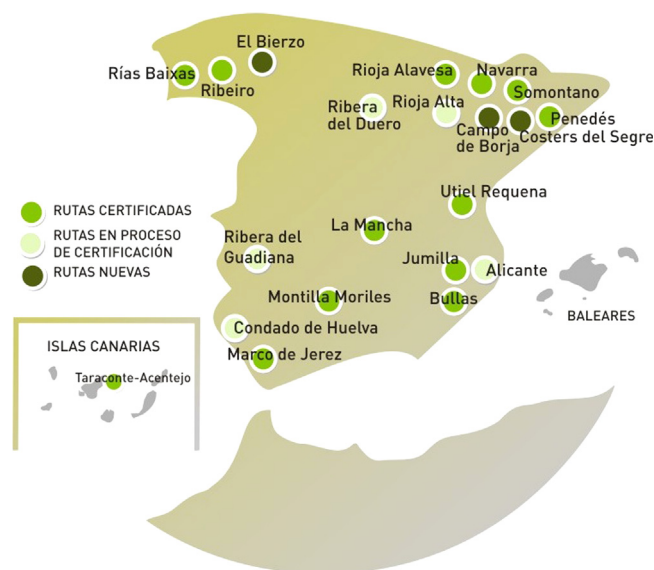 El Bierzo
Rías Baixas
Ribeiro
Rioja Alavesa
Navarra
Somontano
Ribera
del Duero
Rioja Alta
Campo
de Borja
Penedés
Costers del Segre
Utiel Requena
La Mancha
RUTAS CERTIFICADAS
RUTAS EN PROCESO
DE CERTIFICACIÓN
RUTAS NUEVAS
Ribera del
Guadiana
Jumilla
Alicante
Montilla Moriles
Bullas
BALEARES
Condado de Huelva
Marco de Jerez
ISLAS CANARIAS
Taraconte-Acentejo